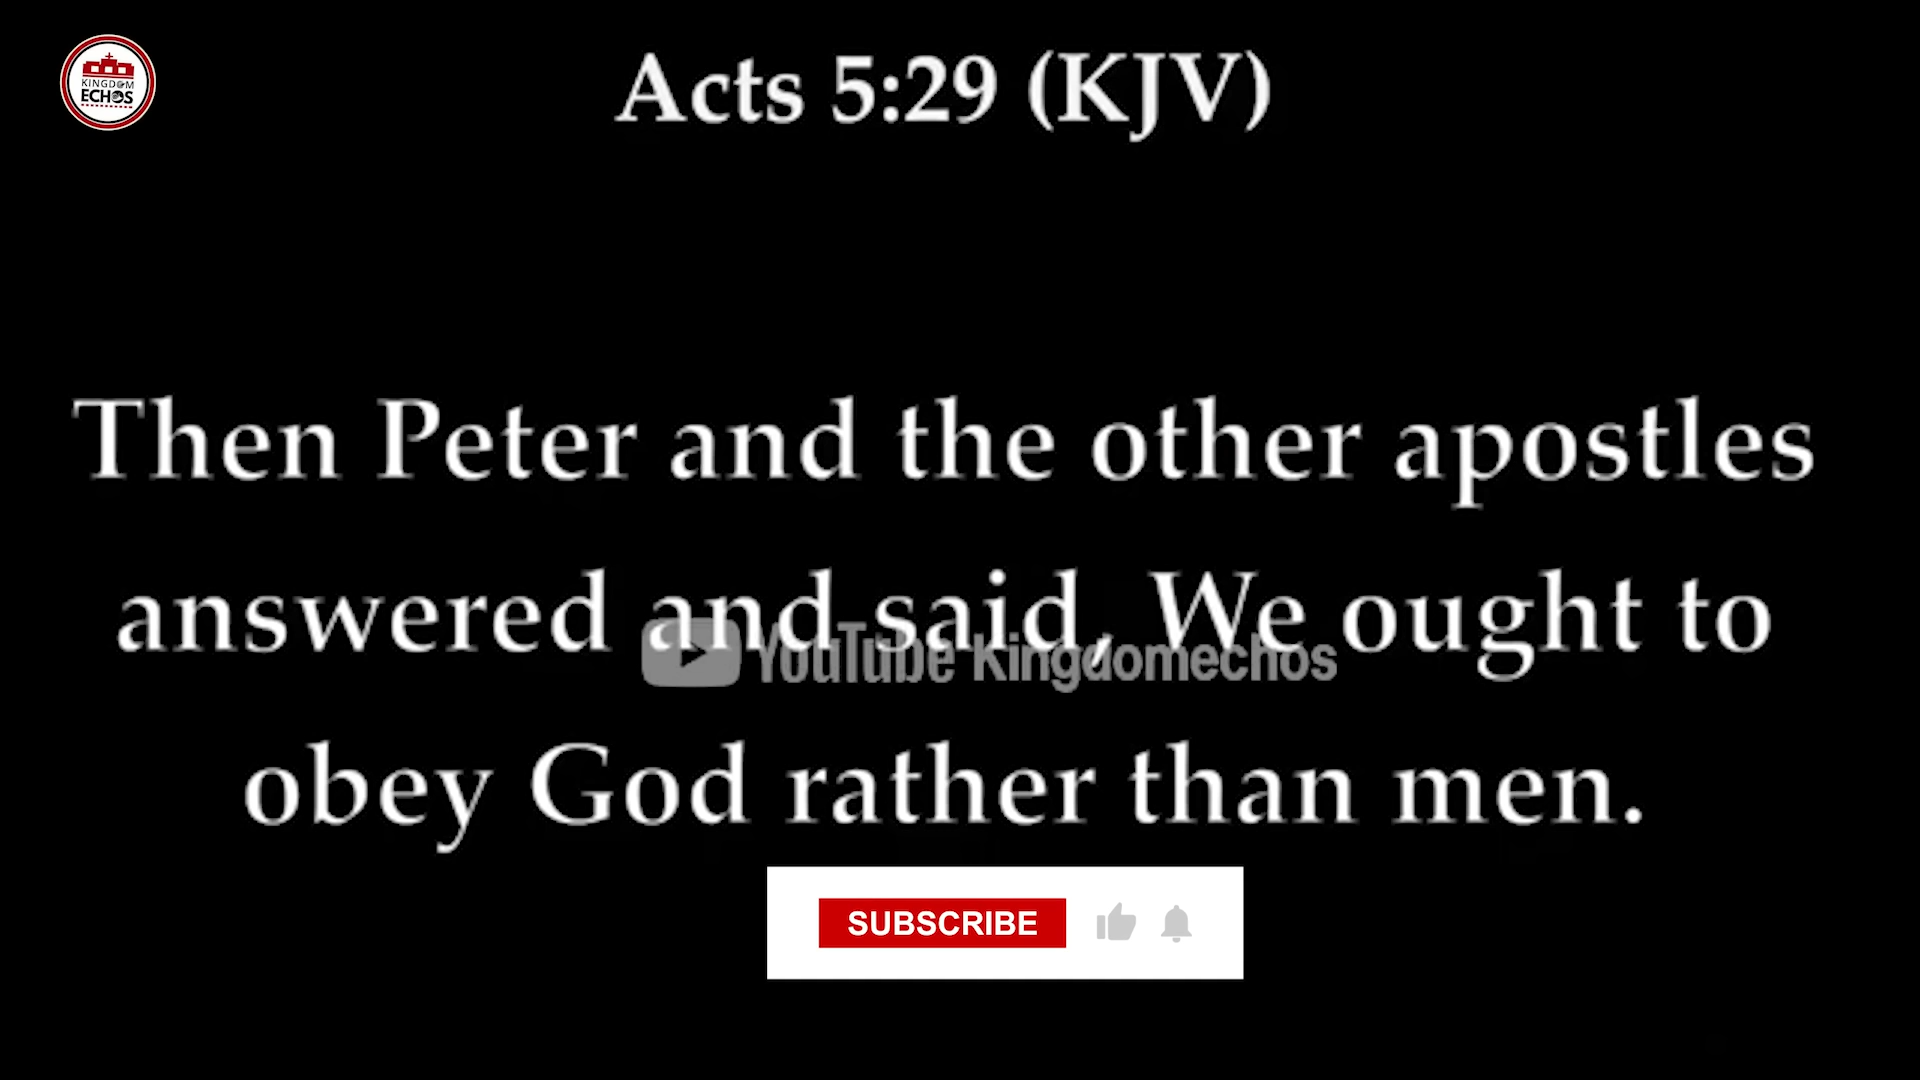 KINGDOM
ECHOS
Acts 5:29 (KJV)
Then Peter and the other apostles
answered and said, We ought to
YouTube Kingdomechos
obey God rather than men.
SUBSCRIBE